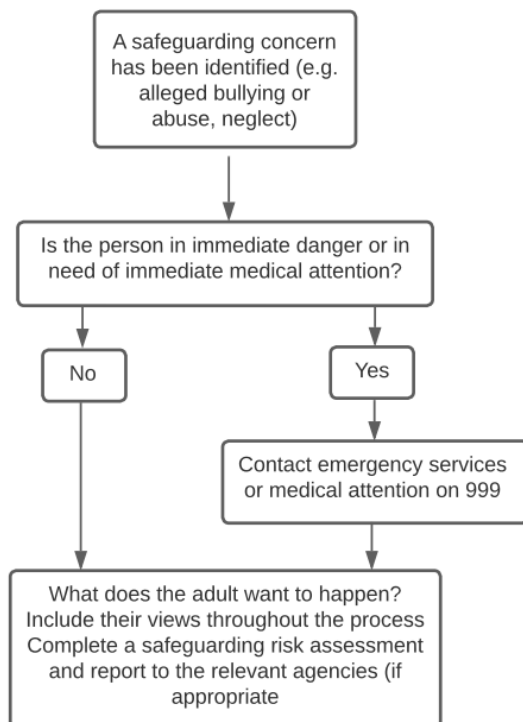 A safeguarding concern
has been identified (e.g.
alleged bullying or
abuse, neglect)
Is the person in immediate danger or in
need of immediate medical attention?
No
Yes
Contact emergency services
or medical attention on 999
What does the adult want to happen?
Include their views throughout the process
Complete a safeguarding risk assessment
and report to the relevant agencies (if
appropriate